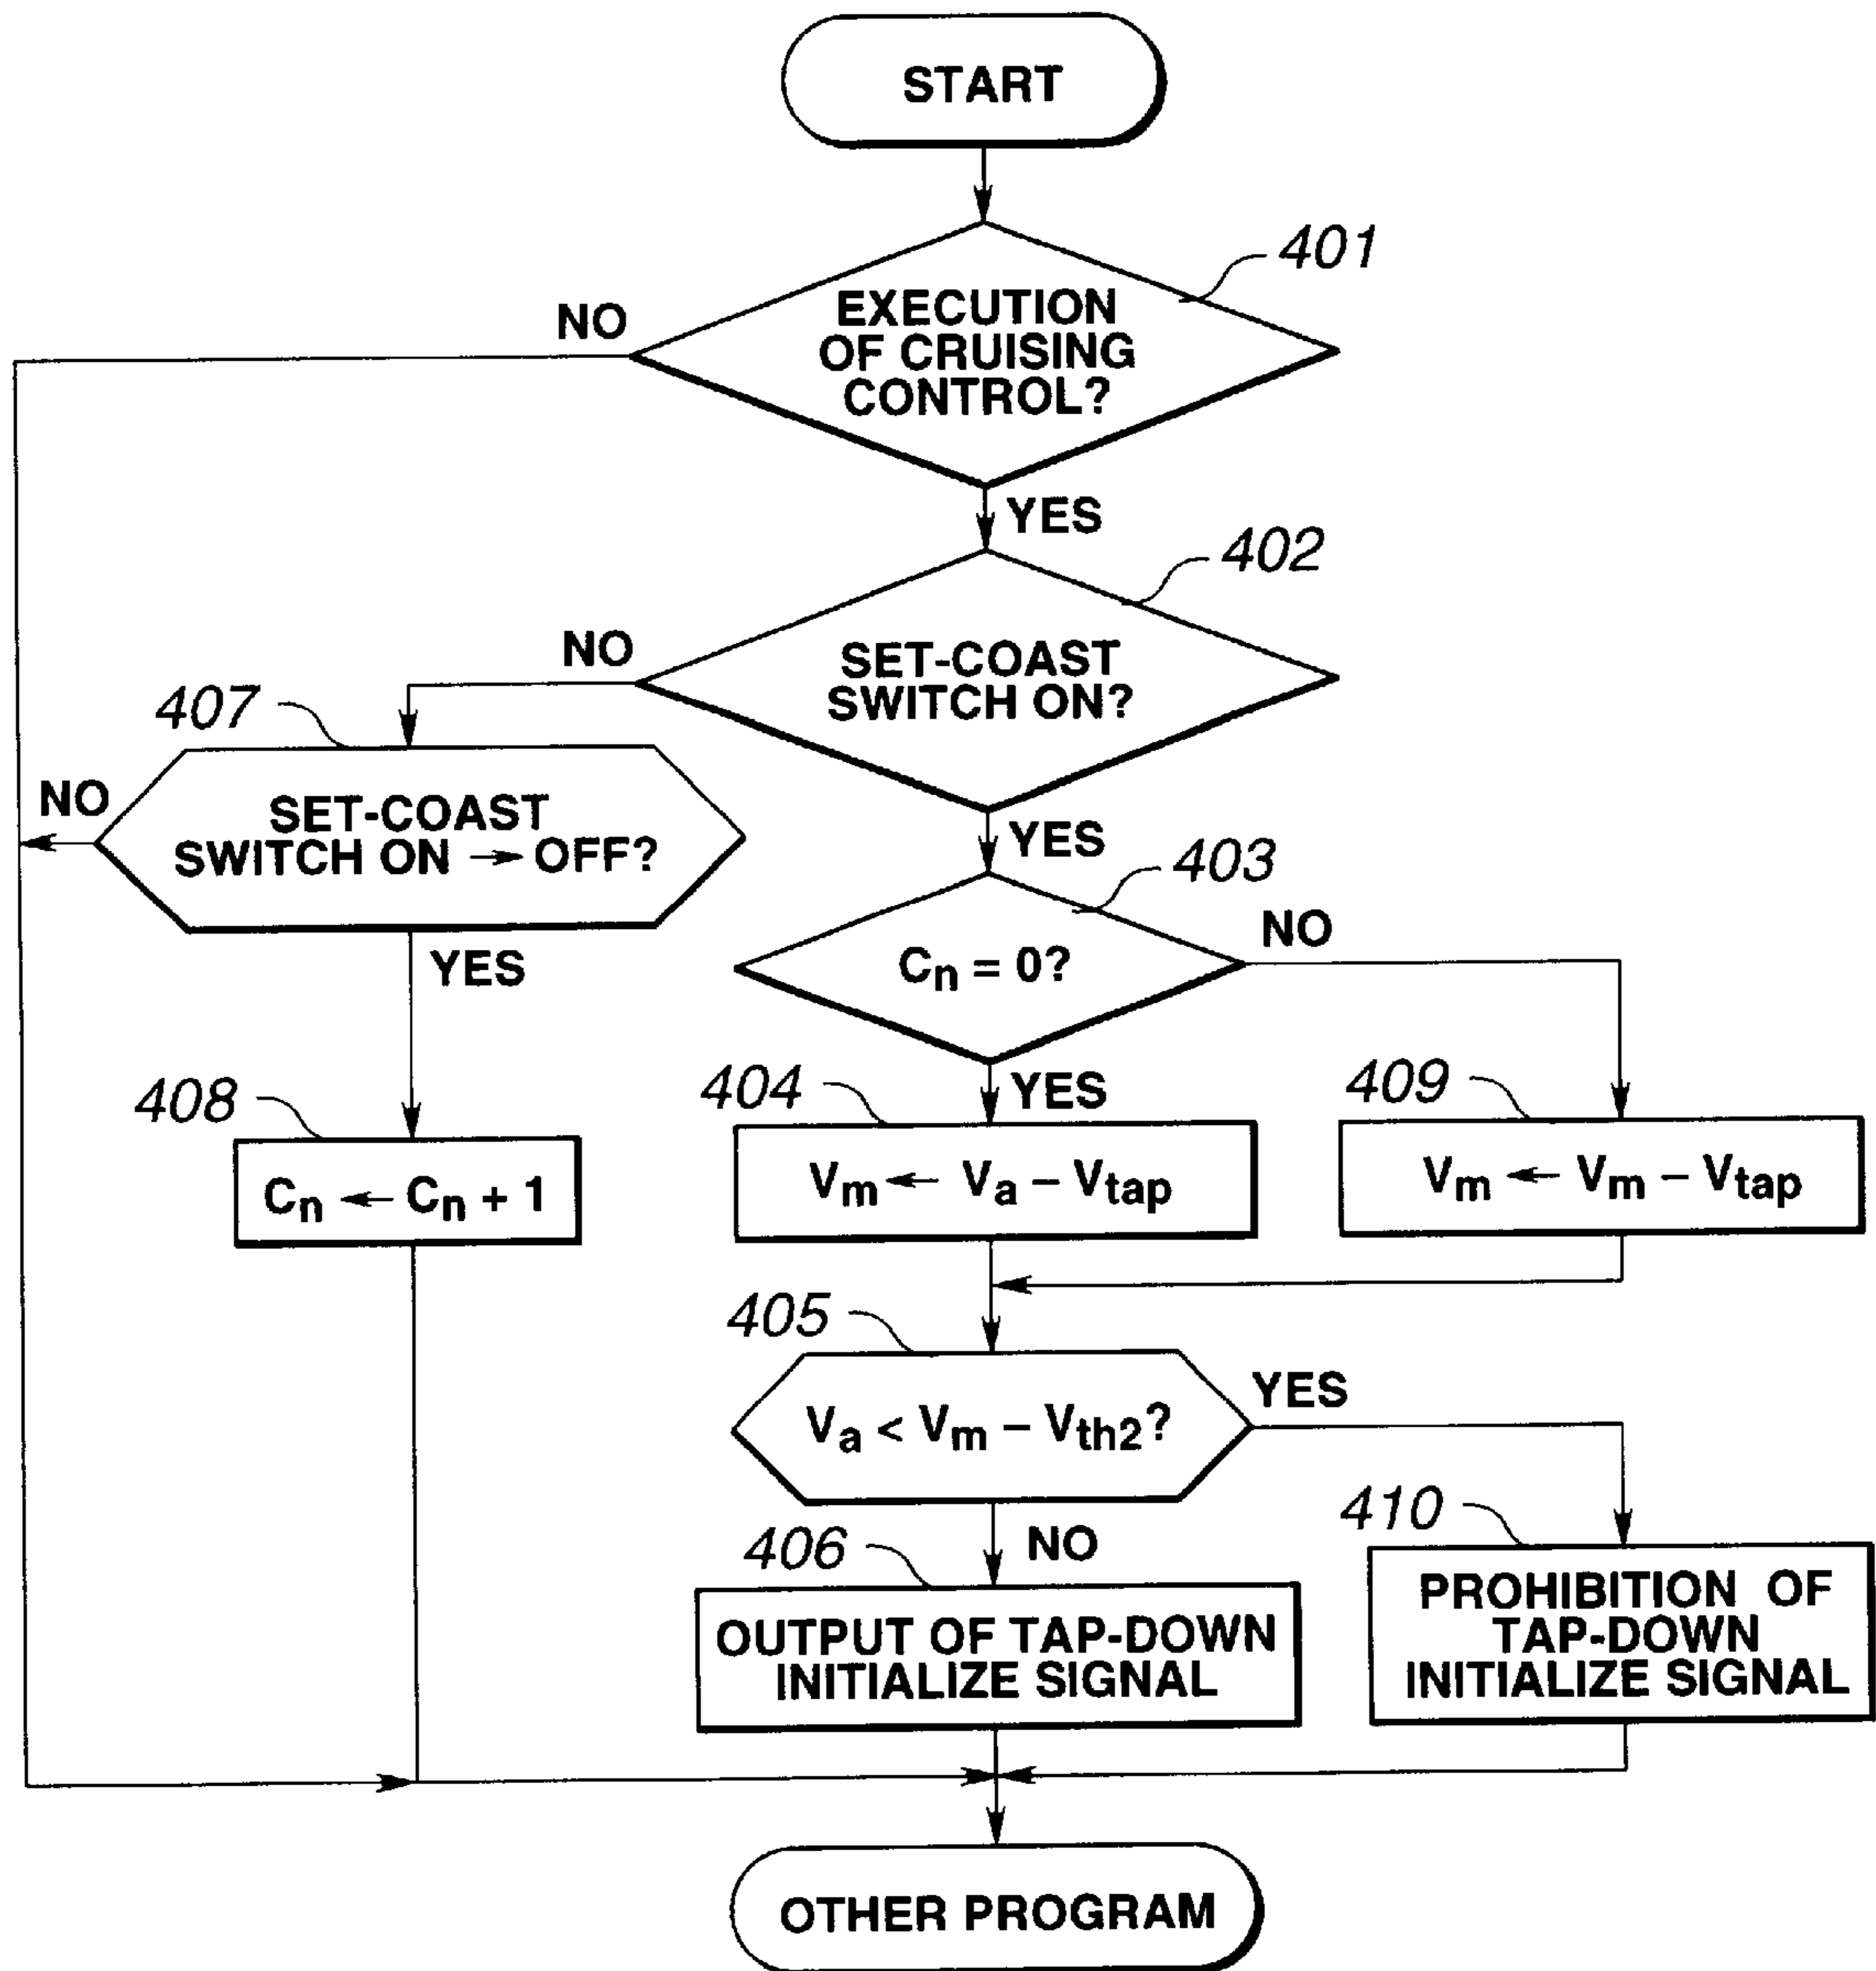 START
401
EXECUTION
OF CRUISING
CONTROL?
NO
YES
402
SET-COAST
SWITCH ON?
NO
YES
407
SET-COAST
SWITCH ON → OFF?
NO
YES
403
Cn = 0?
NO
YES
408
Cn ← Cn + 1
404
Vm ← Va – Vtap
409
Vm ← Vm – Vtap
405
Va < Vm – Vth2?
YES
NO
406
OUTPUT OF TAP-DOWN
INITIALIZE SIGNAL
410
PROHIBITION OF
TAP-DOWN
INITIALIZE SIGNAL
OTHER PROGRAM